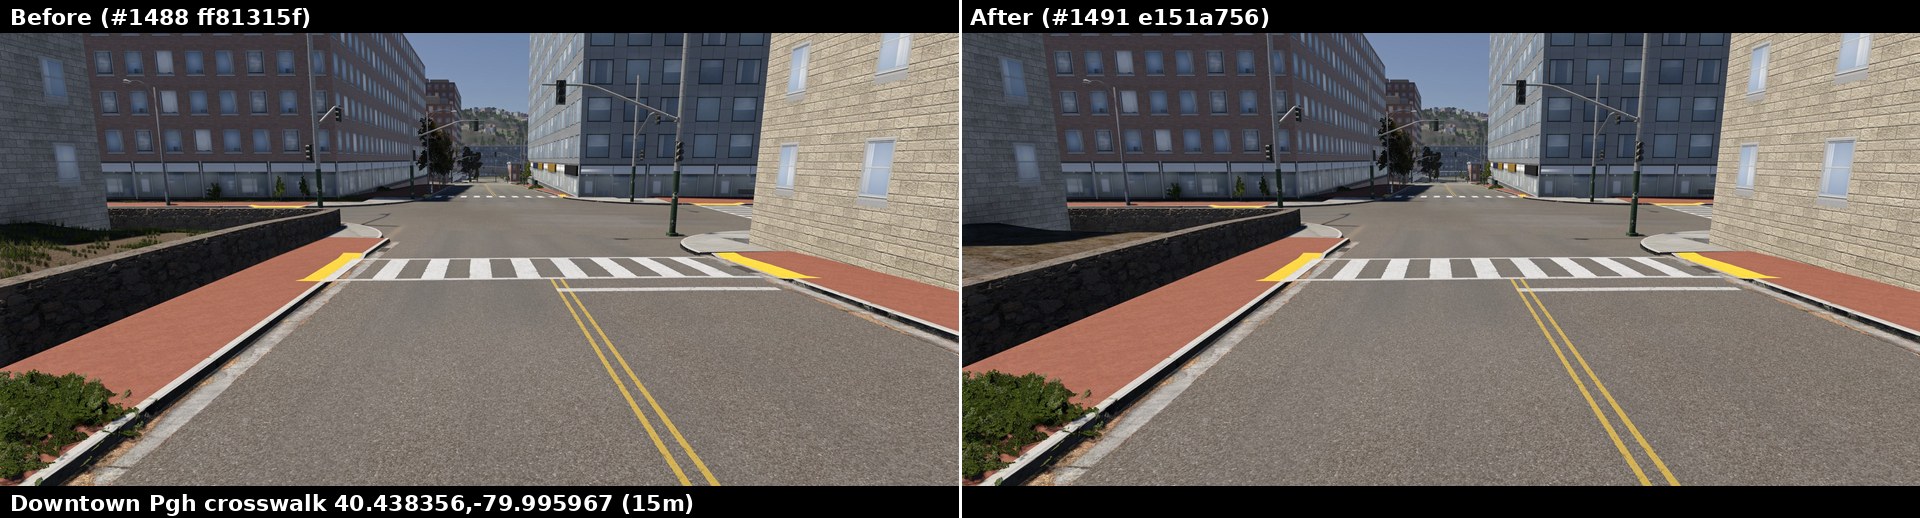 Before (#1488 ff81315f)
After (#1491 e151a756)
Downtown Pgh crosswalk 40.438356,-79.995967 (15m)